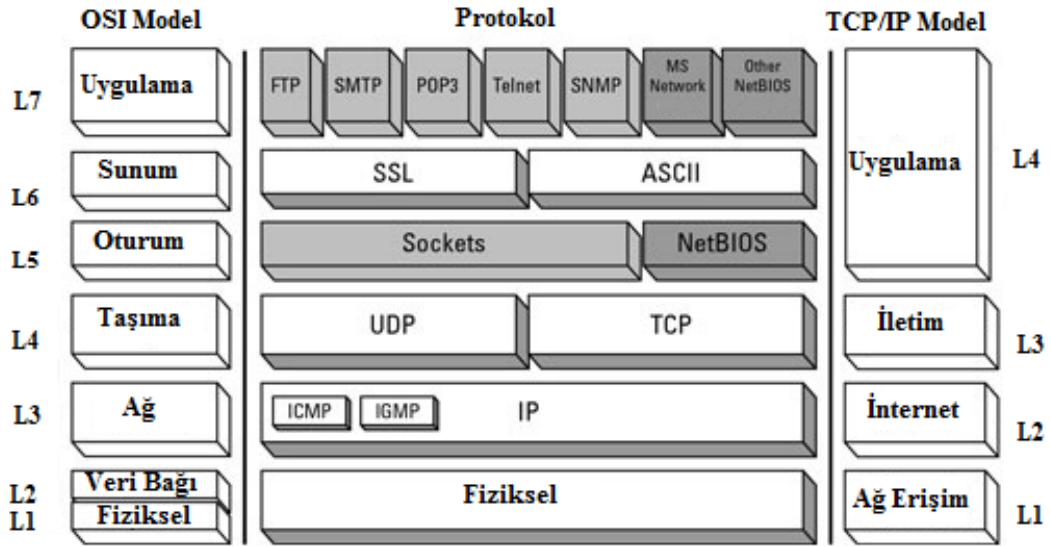 OSI Model Protokol TCP/IP Model
L7 Uygulama FTP SMTP POP3 Telnet SNMP MS Network Other NetBIOS
L6 Sunum SSL ASCII Uygulama L4
L5 Oturum Sockets NetBIOS
L4 Taşıma UDP TCP İletim L3
L3 Ağ ICMP IGMP IP İnternet L2
L2 Veri Bağı
L1 Fiziksel Fiziksel Ağ Erişim L1